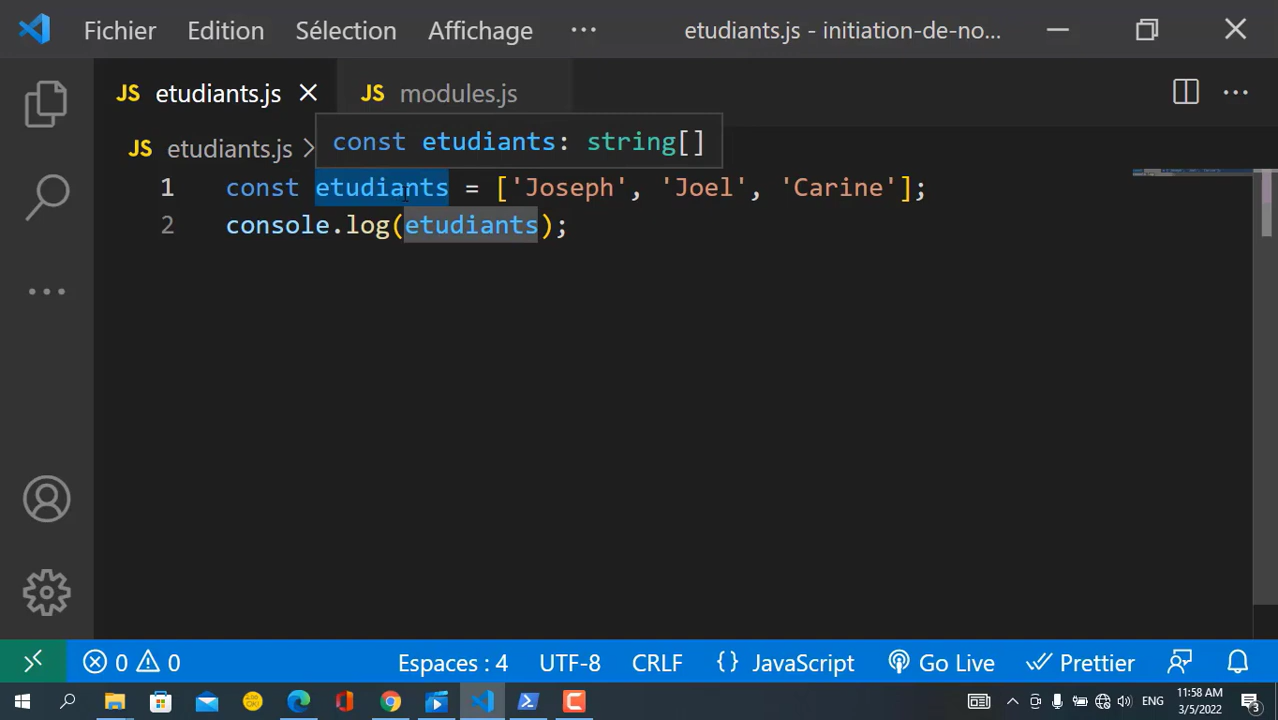 Fichier Edition Sélection Affichage ··· etudiants.js - initiation-de-no...
JS etudiants.js JS modules.js
JS etudiants.js
const etudiants: string[]
1 const etudiants = ['Joseph', 'Joel', 'Carine'];
2 console.log(etudiants);
0 0 Espaces : 4 UTF-8 CRLF {} JavaScript Go Live Prettier
ENG 11:58 AM
3/5/2022 3